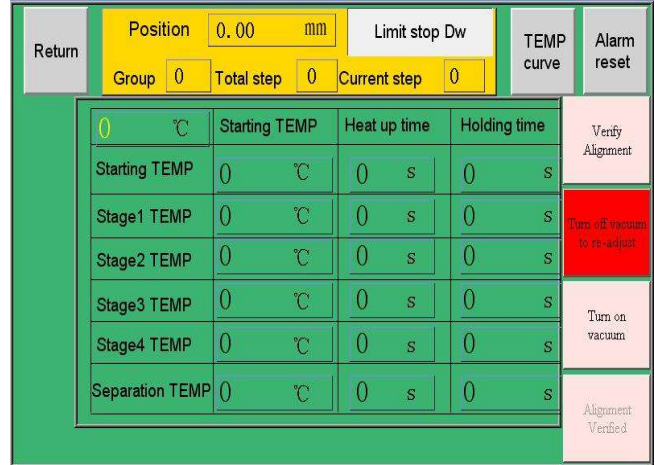 Return
Position 0.00 mm Limit stop Dw
Group 0 Total step 0 Current step 0
TEMP
curve
Alarm
reset
0 ℃ Starting TEMP Heat up time Holding time
Starting TEMP 0 ℃ 0 s 0 s
Stage1 TEMP 0 ℃ 0 s 0 s
Stage2 TEMP 0 ℃ 0 s 0 s
Stage3 TEMP 0 ℃ 0 s 0 s
Stage4 TEMP 0 ℃ 0 s 0 s
Separation TEMP 0 ℃ 0 s 0 s
Verify
Alignment
Turn off vacuum
to re-adjust
Turn on
vacuum
Alignment
Verified